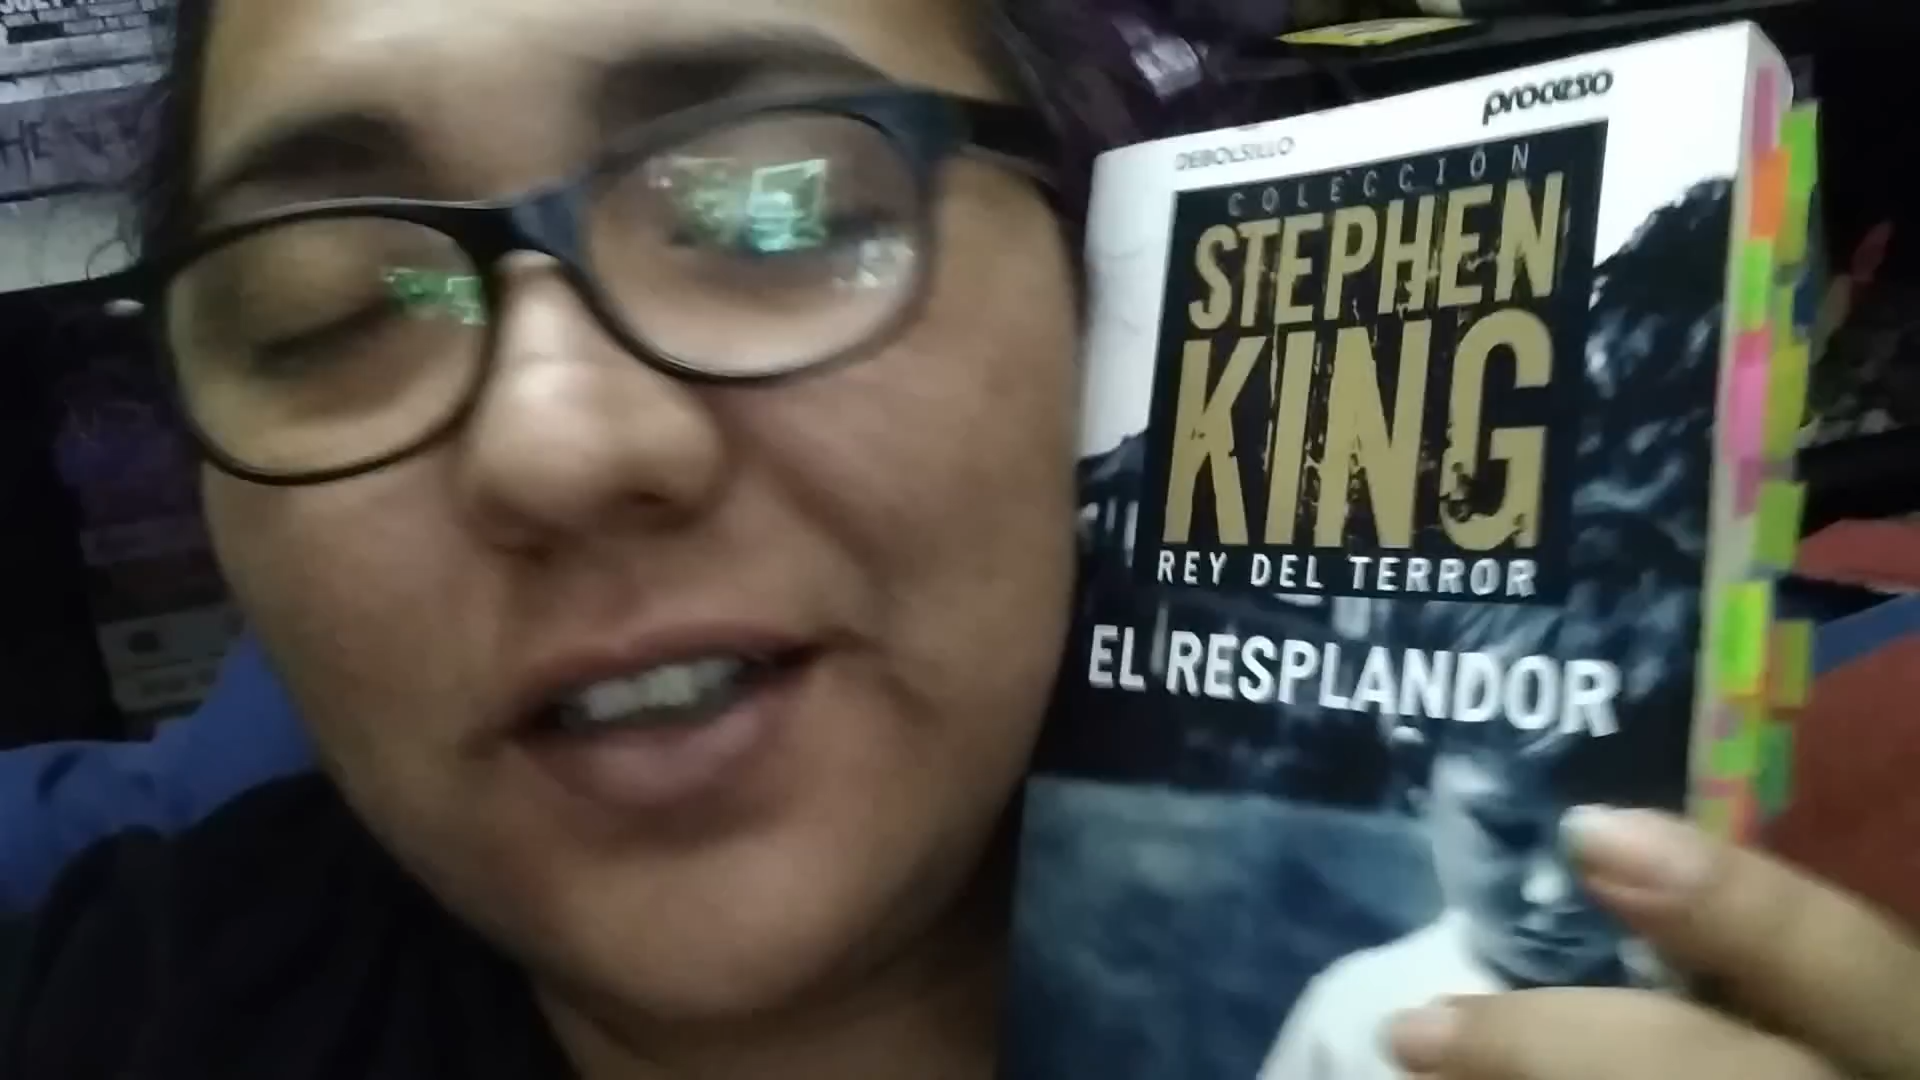 proceso
DEBOLSILLO
COLECCIÓN
STEPHEN
KING
REY DEL TERROR
EL RESPLANDOR